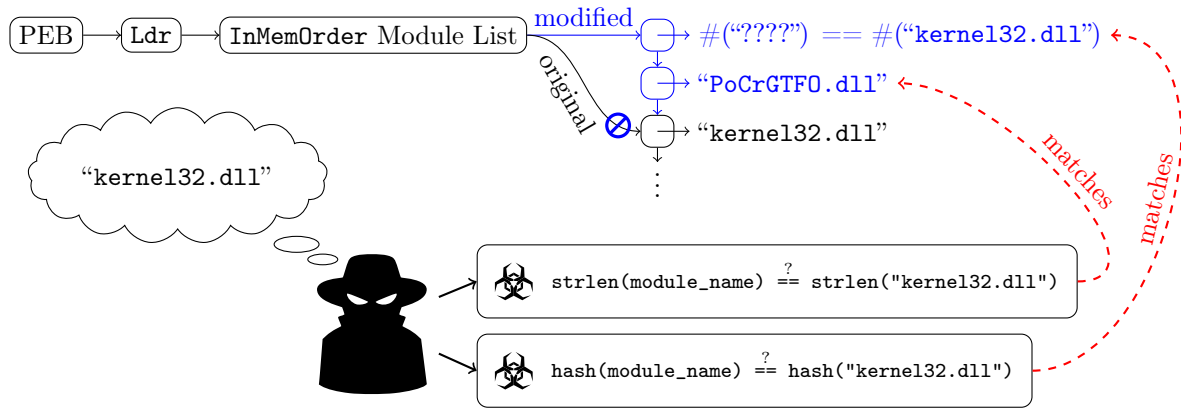 PEB Ldr InMemOrder Module List modified #(“????”) == #(“kernel32.dll”)
original
“PoCrGTFO.dll”
“kernel32.dll”
⋮
“kernel32.dll”
matches
matches
strlen(module_name) ?== strlen("kernel32.dll")
hash(module_name) ?== hash("kernel32.dll")